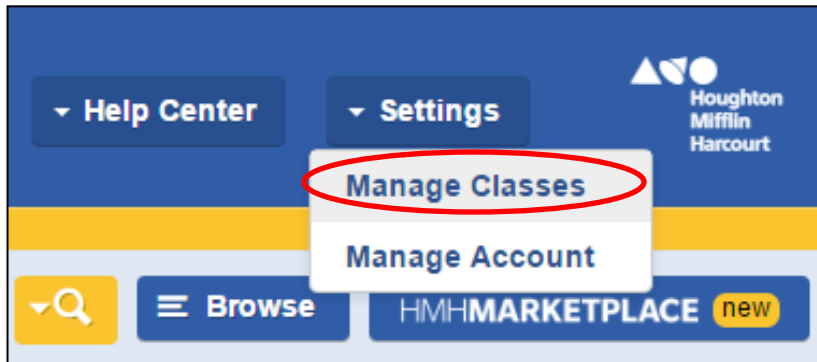 Help Center
Settings
Houghton
Mifflin
Harcourt
Manage Classes
Manage Account
Browse
HMHMARKETPLACE new